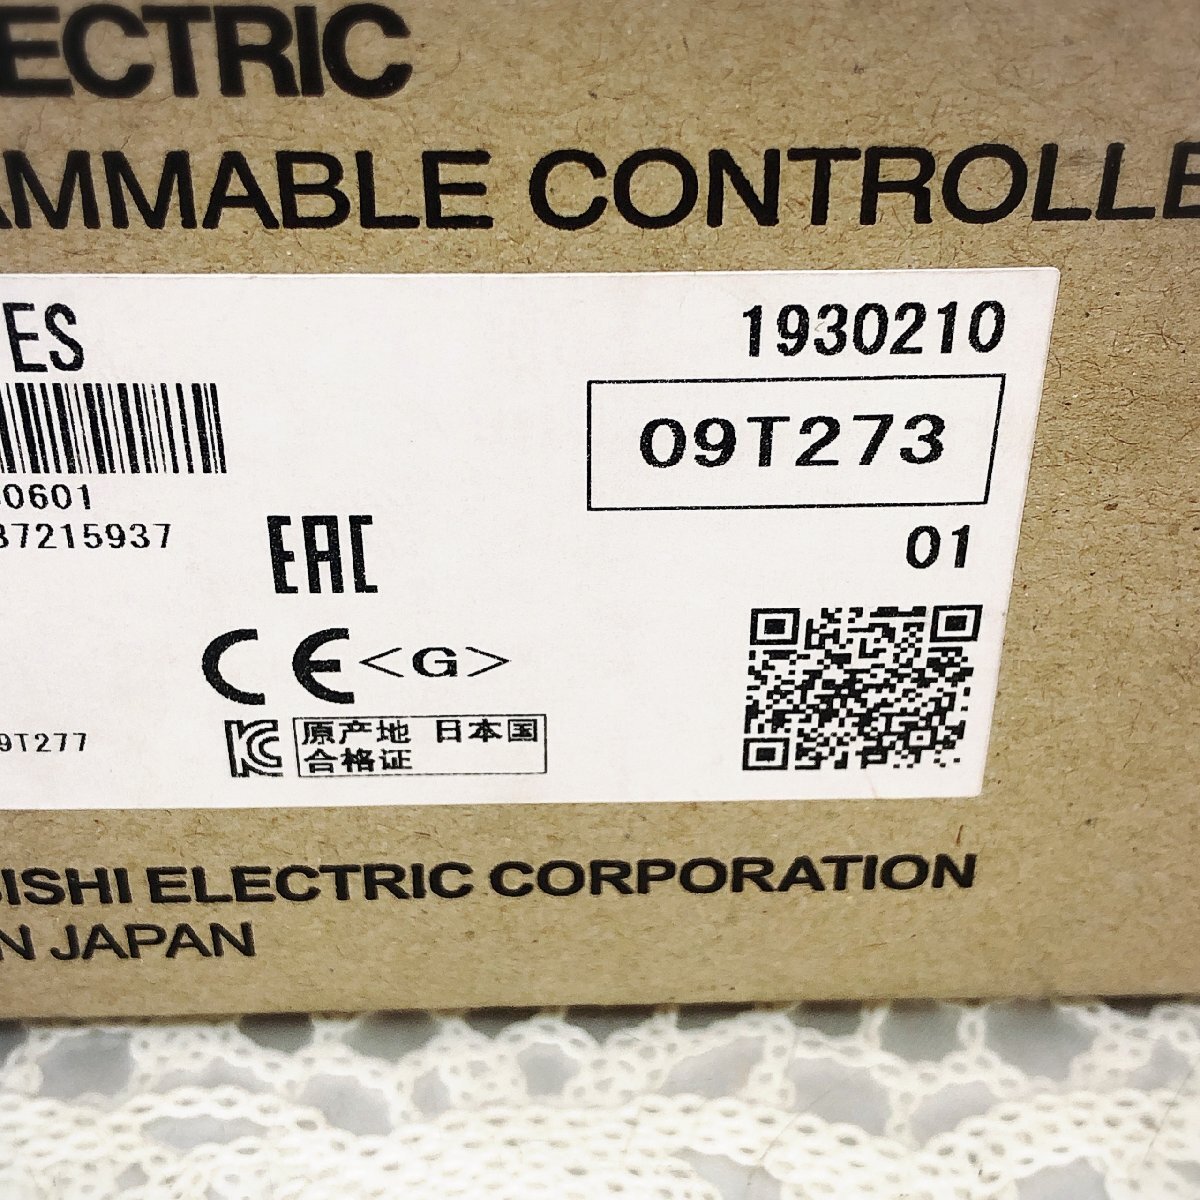 ECTRIC
AMMABLE CONTROLLE
ES
1930210
09T273
0601
37215937
01
EAC
CE <G>
KC
原产地 日本国
合格证
9T277
ISHI ELECTRIC CORPORATION
N JAPAN